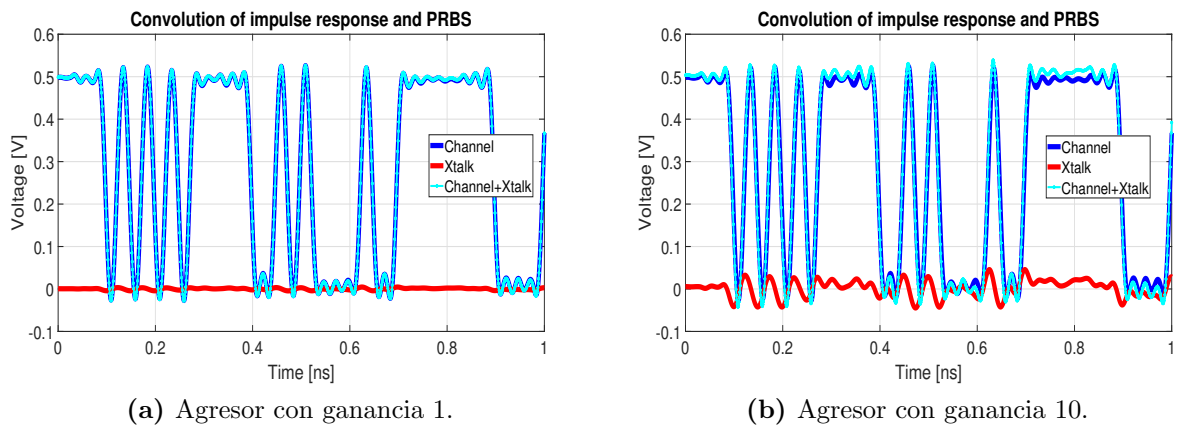 Convolution of impulse response and PRBS
0.6
0.5
0.4
0.3
0.2
0.1
0
-0.1
Voltage [V]
Channel
Xtalk
Channel+Xtalk
0 0.2 0.4 0.6 0.8 1
Time [ns]
(a) Agresor con ganancia 1.
Convolution of impulse response and PRBS
0.6
0.5
0.4
0.3
0.2
0.1
0
-0.1
Voltage [V]
Channel
Xtalk
Channel+Xtalk
0 0.2 0.4 0.6 0.8 1
Time [ns]
(b) Agresor con ganancia 10.